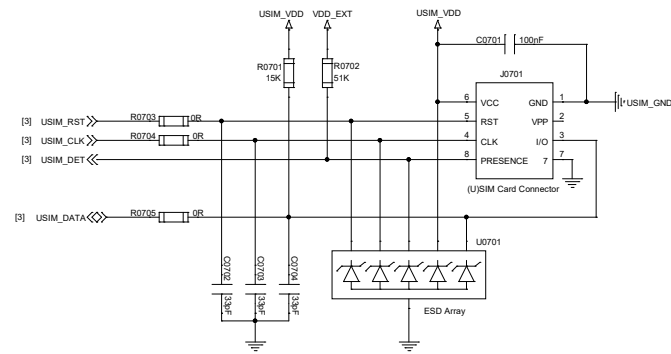 USIM_VDD VDD_EXT USIM_VDD
C0701 100nF
R0701 15K
R0702 51K
J0701
6 VCC GND 1 USIM_GND
[3] USIM_RST R0703 0R 5 RST VPP 2
[3] USIM_CLK R0704 0R 4 CLK I/O 3
[3] USIM_DET 8 PRESENCE 7 7
(U)SIM Card Connector
[3] USIM_DATA R0705 0R
U0701
C0702 33pF
C0703 33pF
C0704 33pF
ESD Array